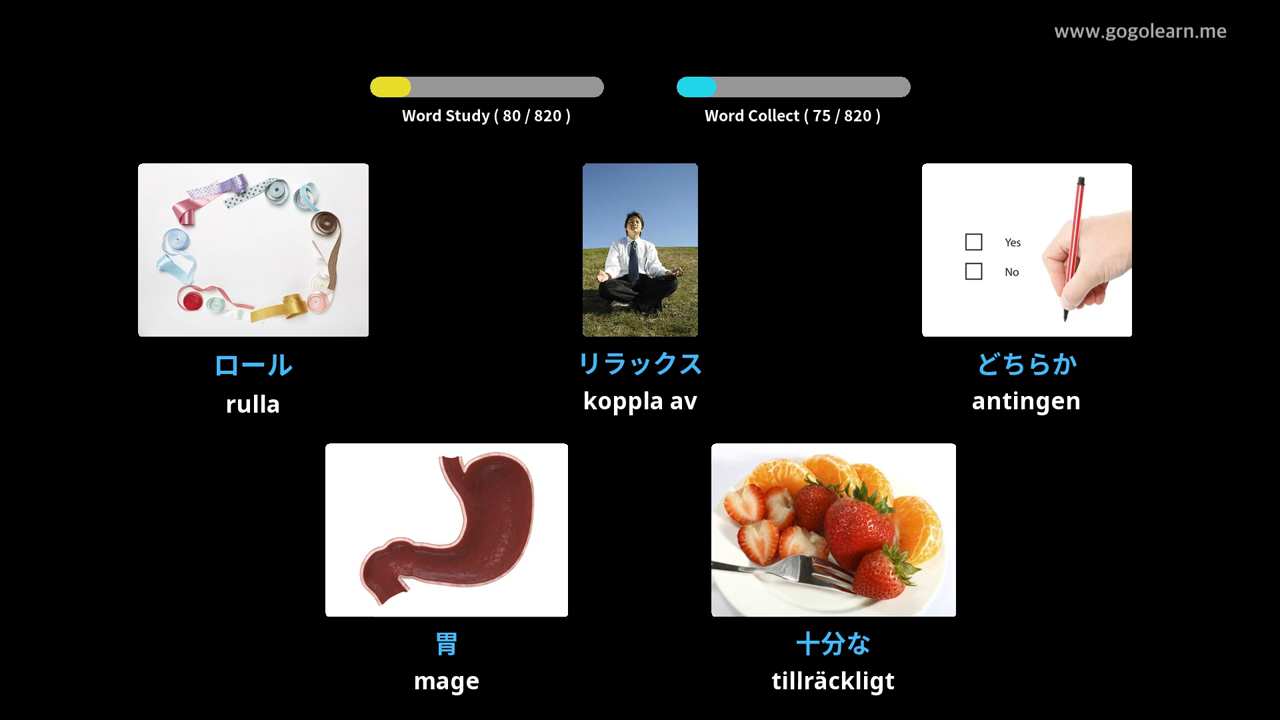 www.gogolearn.me
Word Study ( 80 / 820 )
Word Collect ( 75 / 820 )
Yes
No
ロール
rulla
リラックス
koppla av
どちらか
antingen
胃
mage
十分な
tillräckligt